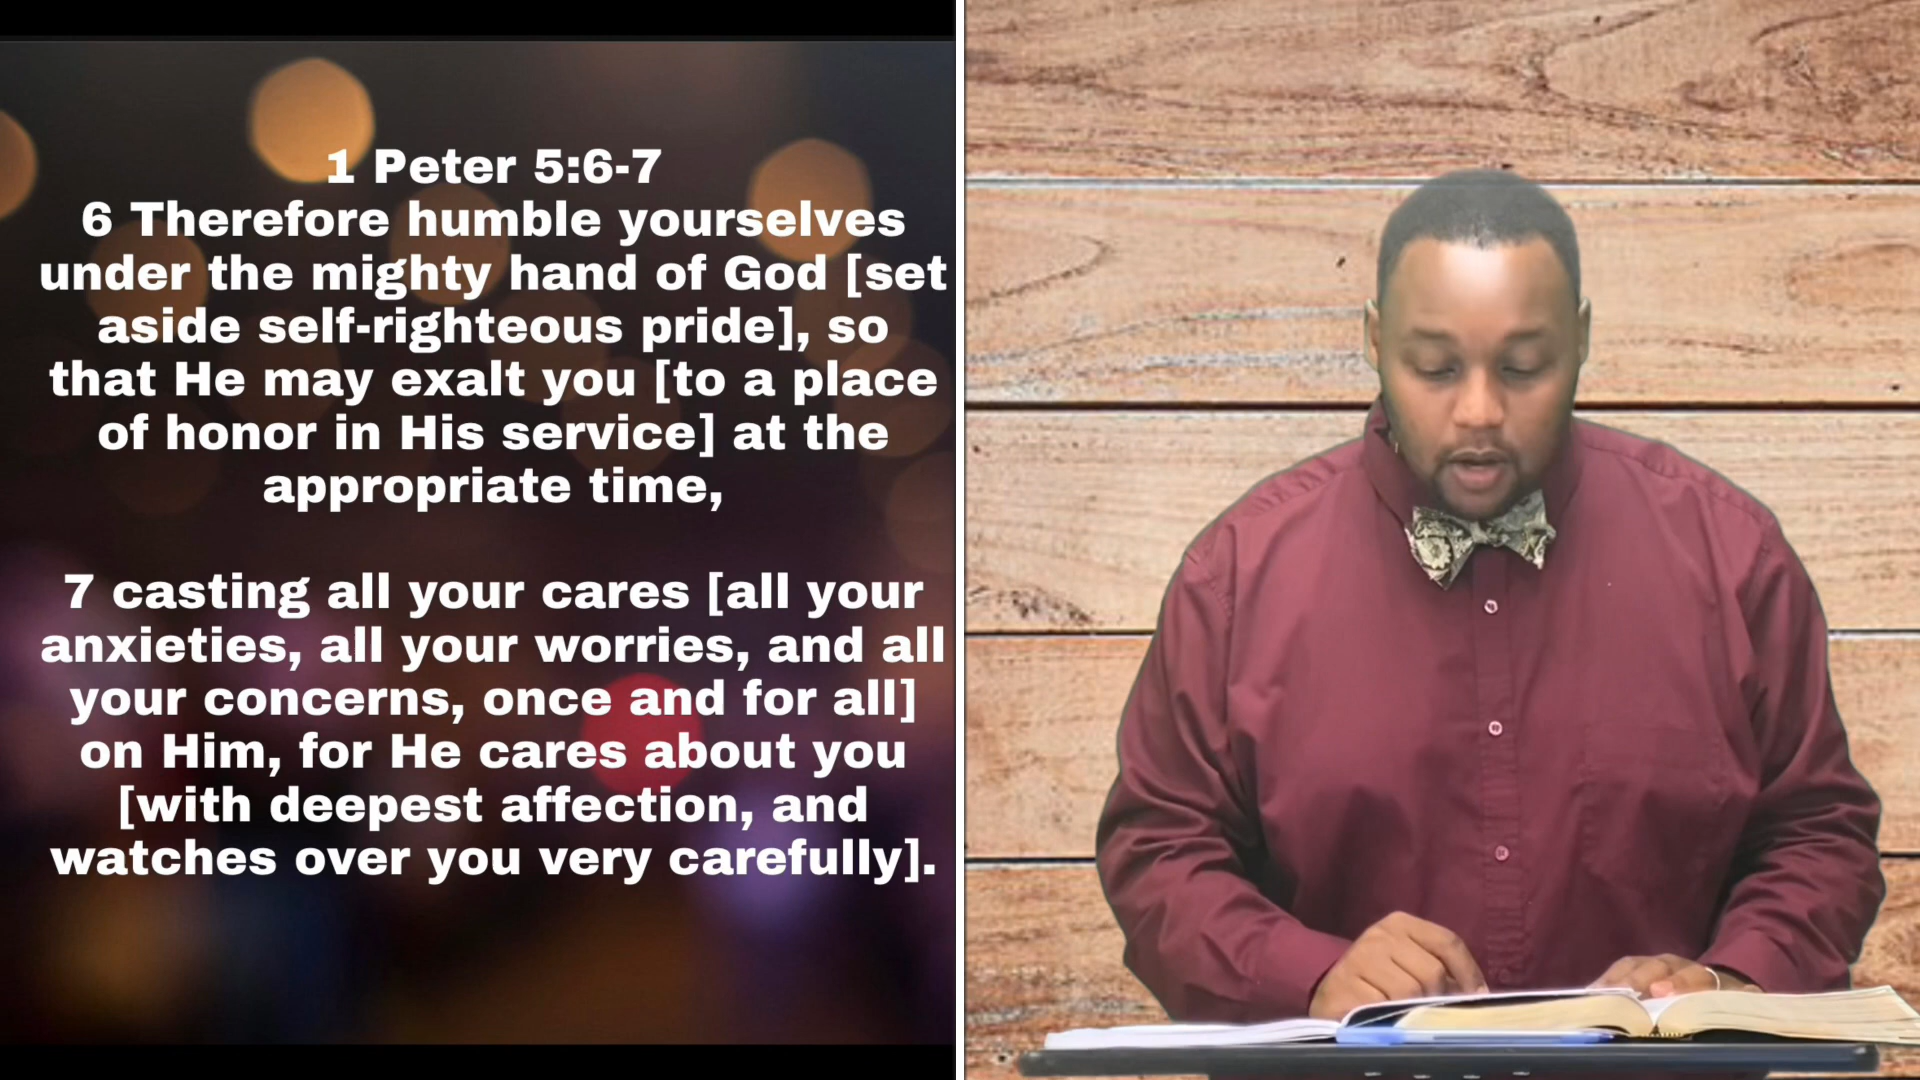 1 Peter 5:6-7
6 Therefore humble yourselves
under the mighty hand of God [set
aside self-righteous pride], so
that He may exalt you [to a place
of honor in His service] at the
appropriate time,
7 casting all your cares [all your
anxieties, all your worries, and all
your concerns, once and for all]
on Him, for He cares about you
[with deepest affection, and
watches over you very carefully].